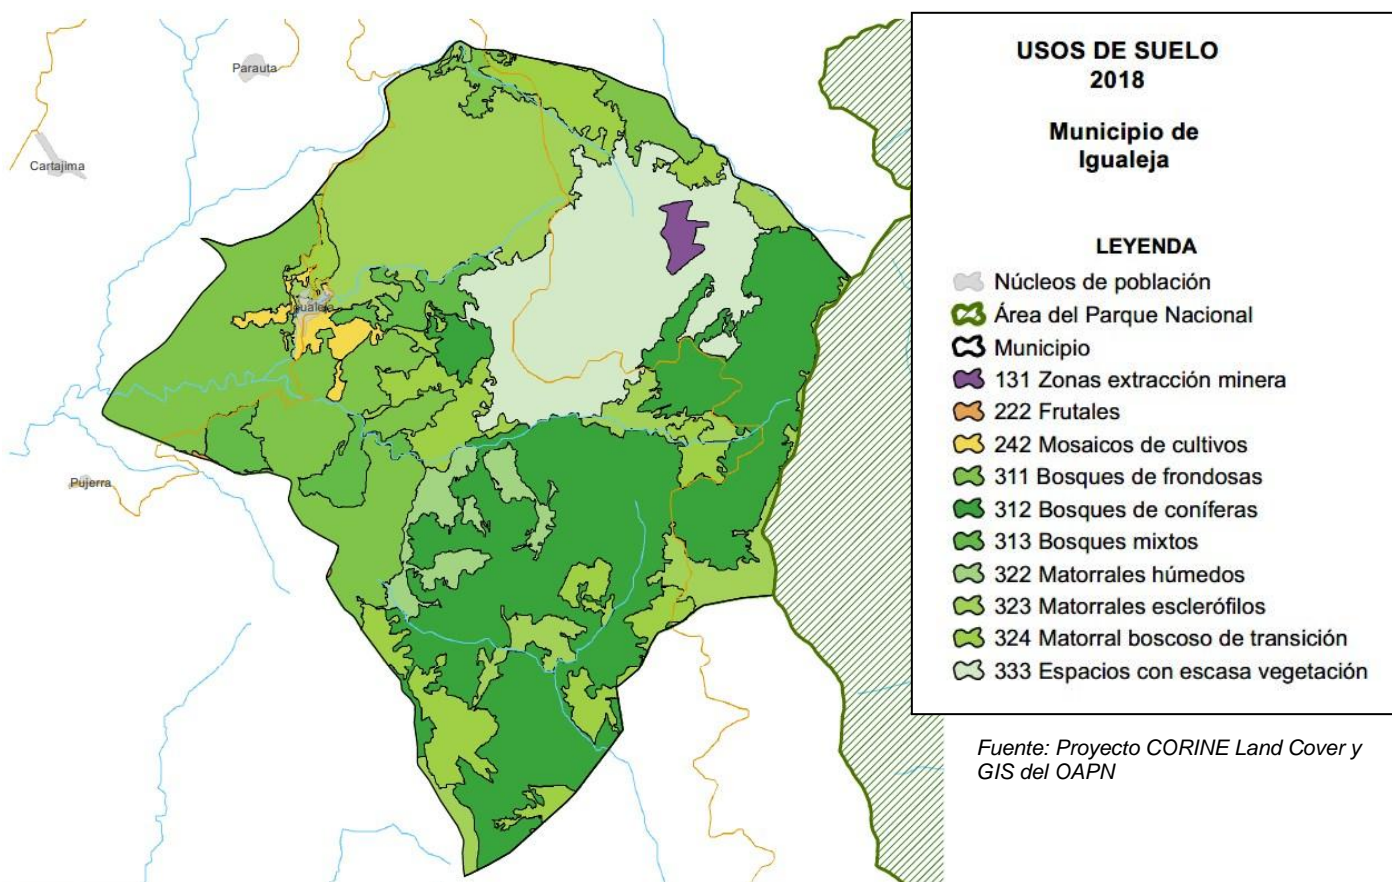 Parauta
Cartajima
Igualeja
Pujerra
USOS DE SUELO
2018
Municipio de
Igualeja
LEYENDA
Núcleos de población
Área del Parque Nacional
Municipio
131 Zonas extracción minera
222 Frutales
242 Mosaicos de cultivos
311 Bosques de frondosas
312 Bosques de coníferas
313 Bosques mixtos
322 Matorrales húmedos
323 Matorrales esclerófilos
324 Matorral boscoso de transición
333 Espacios con escasa vegetación
Fuente: Proyecto CORINE Land Cover y
GIS del OAPN